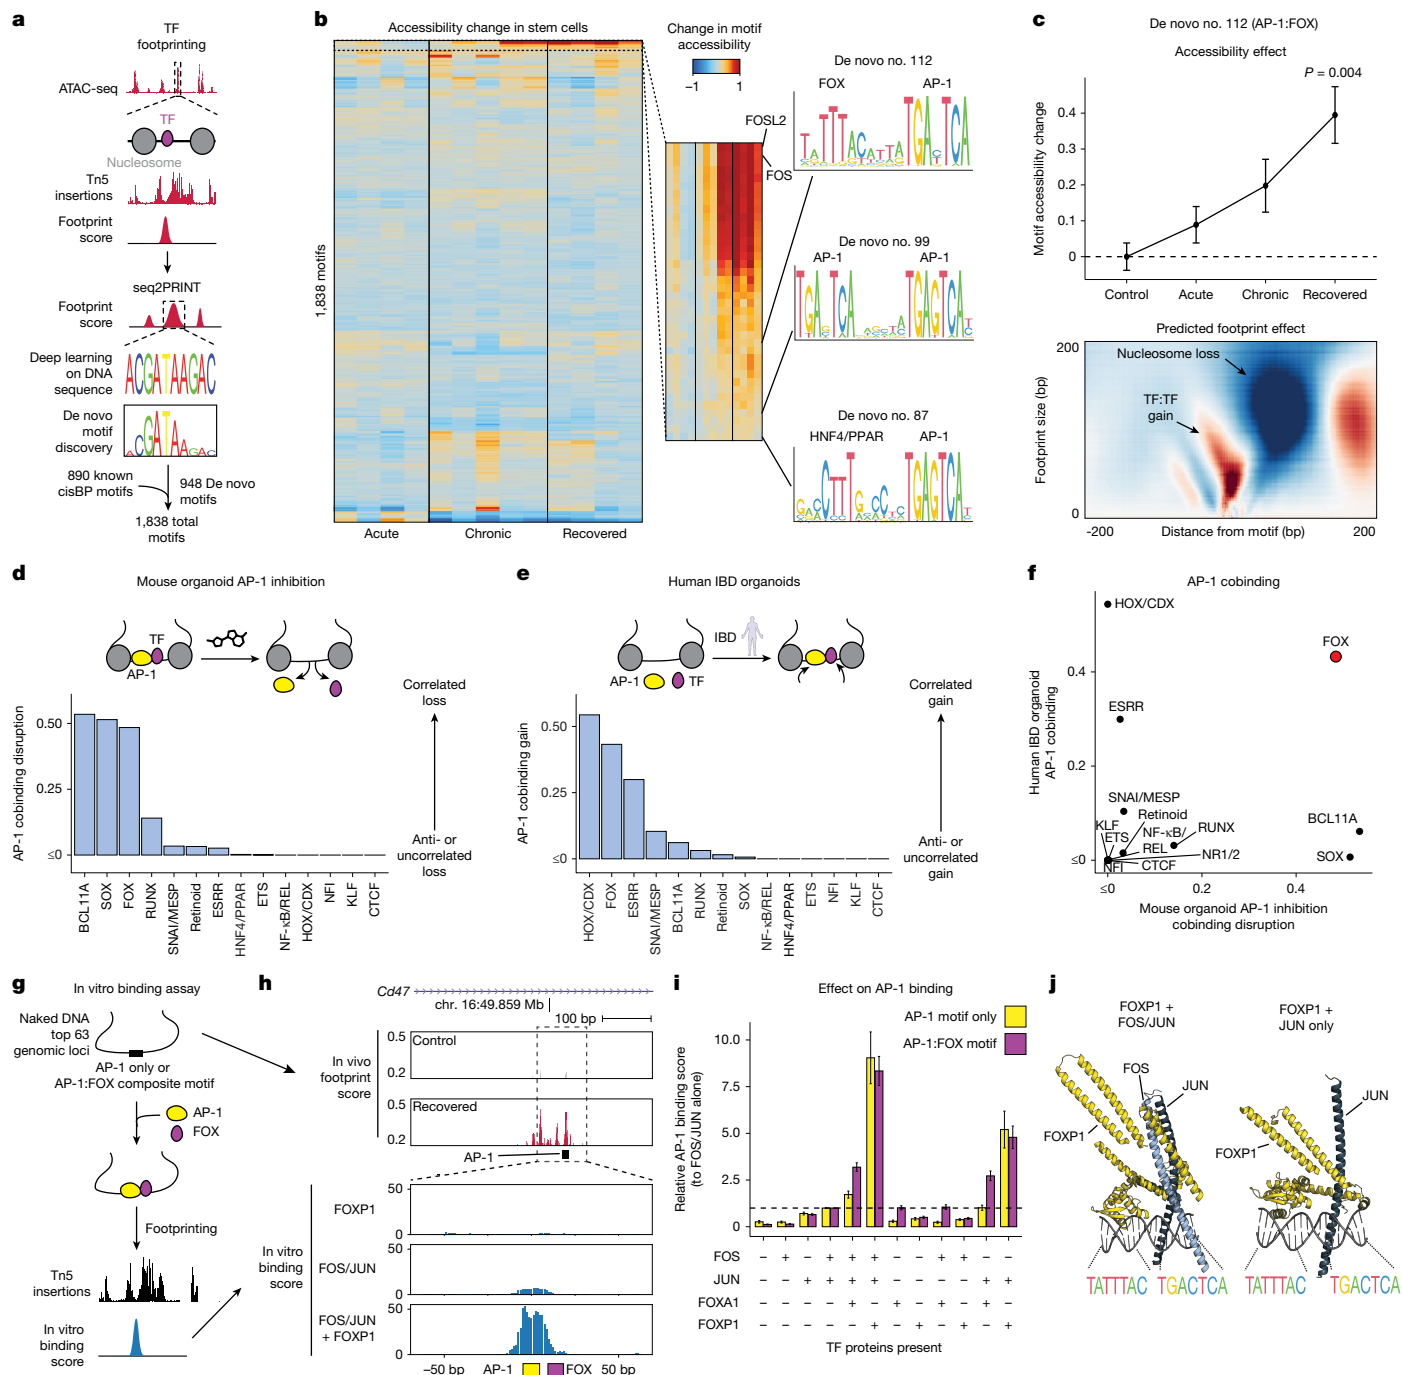 a
TF
footprinting
ATAC-seq
TF
Nucleosome
Tn5
insertions
Footprint
score
seq2PRINT
Footprint
score
Deep learning
on DNA
sequence
ACGATAAGAC
De novo
motif
discovery
ACGATAAGAC
890 known
cisBP motifs
948 De novo
motifs
1,838 total
motifs
b
Accessibility change in stem cells
1,838 motifs
Acute
Chronic
Recovered
Change in motif
accessibility
−1
1
FOSL2
FOS
De novo no. 112
FOX
AP-1
De novo no. 99
AP-1
AP-1
De novo no. 87
HNF4/PPAR
AP-1
c
De novo no. 112 (AP-1:FOX)
Accessibility effect
P = 0.004
Motif accessibility change
0.4
0.3
0.2
0.1
0
Control
Acute
Chronic
Recovered
Predicted footprint effect
Nucleosome loss
TF:TF
gain
Footprint size (bp)
200
100
0
-200
Distance from motif (bp)
200
d
Mouse organoid AP-1 inhibition
TF
AP-1
Correlated
loss
Anti- or
uncorrelated
loss
AP-1 cobinding disruption
0.50
0.25
≤0
BCL11A
SOX
FOX
RUNX
SNAI/MESP
Retinoid
ESRR
HNF4/PPAR
ETS
NF-κB/REL
HOX/CDX
NFI
KLF
CTCF
e
Human IBD organoids
IBD
AP-1
TF
Correlated
gain
Anti- or
uncorrelated
gain
AP-1 cobinding gain
0.50
0.25
≤0
HOX/CDX
FOX
ESRR
SNAI/MESP
BCL11A
RUNX
Retinoid
SOX
NF-κB/REL
HNF4/PPAR
ETS
NFI
KLF
CTCF
f
AP-1 cobinding
HOX/CDX
FOX
ESRR
SNAI/MESP
Retinoid
KLF
ETS
NF-κB/
REL
RUNX
NR1/2
NFI
CTCF
BCL11A
SOX
Human IBD organoid
AP-1 cobinding
0.4
0.2
≤0
≤0
0.2
0.4
Mouse organoid AP-1 inhibition
cobinding disruption
g
In vitro binding assay
Naked DNA
top 63
genomic loci
AP-1 only or
AP-1:FOX composite motif
AP-1
FOX
Footprinting
Tn5
insertions
In vitro
binding
score
h
Cd47
chr. 16:49.859 Mb
100 bp
In vivo
footprint
score
0.5
Control
0.2
0.5
Recovered
0.2
AP-1
In vitro
binding
score
50
FOXP1
0
50
FOS/JUN
0
50
FOS/JUN
+ FOXP1
0
−50 bp
AP-1
FOX
50 bp
i
Effect on AP-1 binding
AP-1 motif only
AP-1:FOX motif
Relative AP-1 binding score
(to FOS/JUN alone)
10.0
7.5
5.0
2.5
0
FOS − + − + + + − − + + − −
JUN − − + + + + − − − − + +
FOXA1 − − − − + − + − + − + −
FOXP1 − − − − − + − + − + − +
TF proteins present
j
FOXP1 +
FOS/JUN
FOS
JUN
FOXP1
TATTTAC TGACTCA
FOXP1 +
JUN only
JUN
FOXP1
TATTTAC TGACTCA